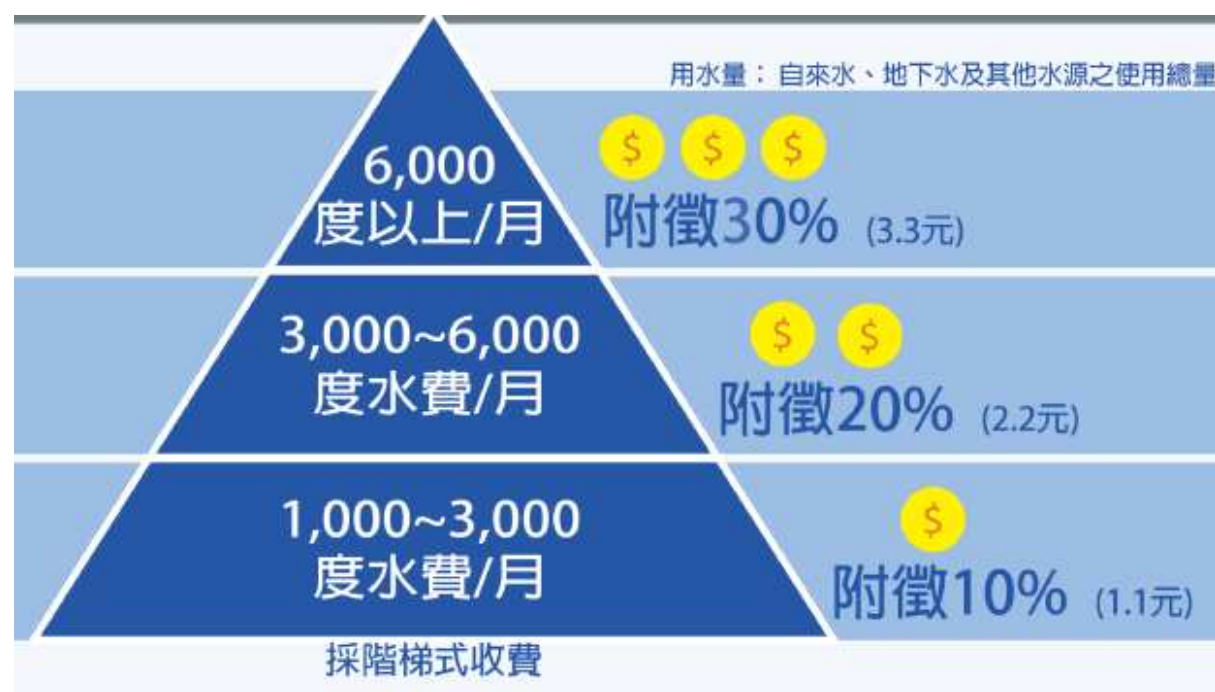 用水量：自來水、地下水及其他水源之使用總量
$ $ $
6,000
度以上/月
附徵30% (3.3元)
$ $
3,000~6,000
度水費/月
附徵20% (2.2元)
$
1,000~3,000
度水費/月
附徵10% (1.1元)
採階梯式收費